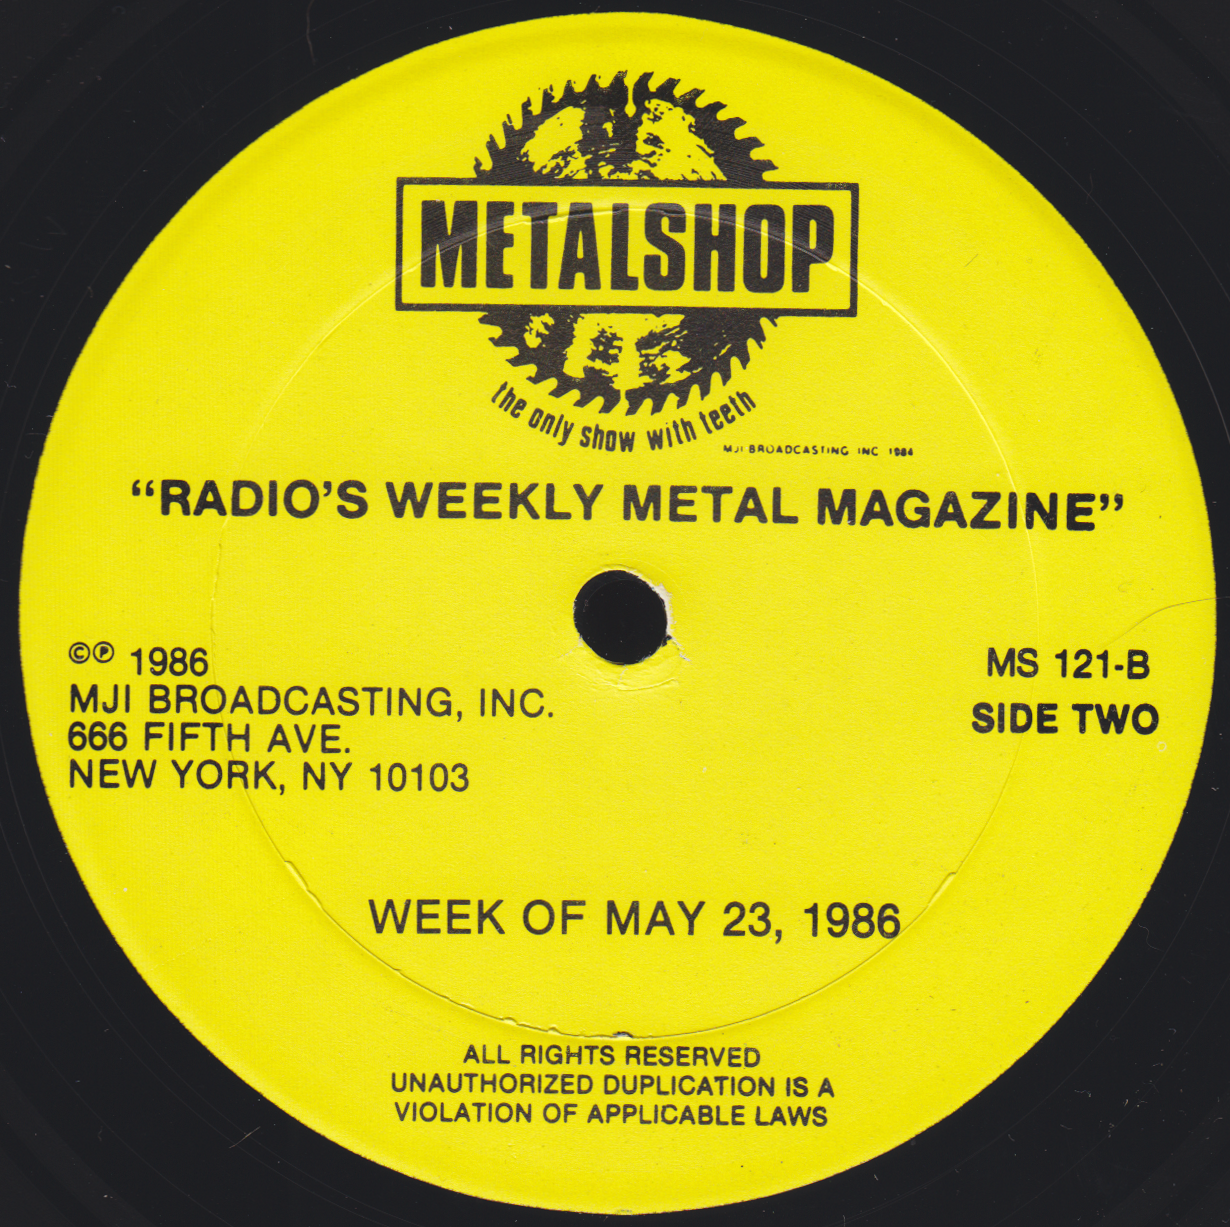 METALSHOP
the only show with teeth
MJI BROADCASTING INC 1984
“RADIO’S WEEKLY METAL MAGAZINE”
©℗ 1986
MJI BROADCASTING, INC.
666 FIFTH AVE.
NEW YORK, NY 10103
MS 121-B
SIDE TWO
WEEK OF MAY 23, 1986
ALL RIGHTS RESERVED
UNAUTHORIZED DUPLICATION IS A
VIOLATION OF APPLICABLE LAWS